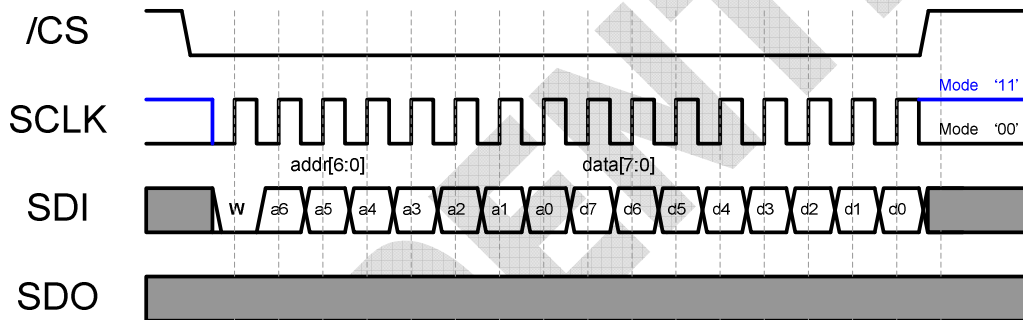 /CS
SCLK
Mode '11'
Mode '00'
addr[6:0] data[7:0]
SDI
W a6 a5 a4 a3 a2 a1 a0 d7 d6 d5 d4 d3 d2 d1 d0
SDO